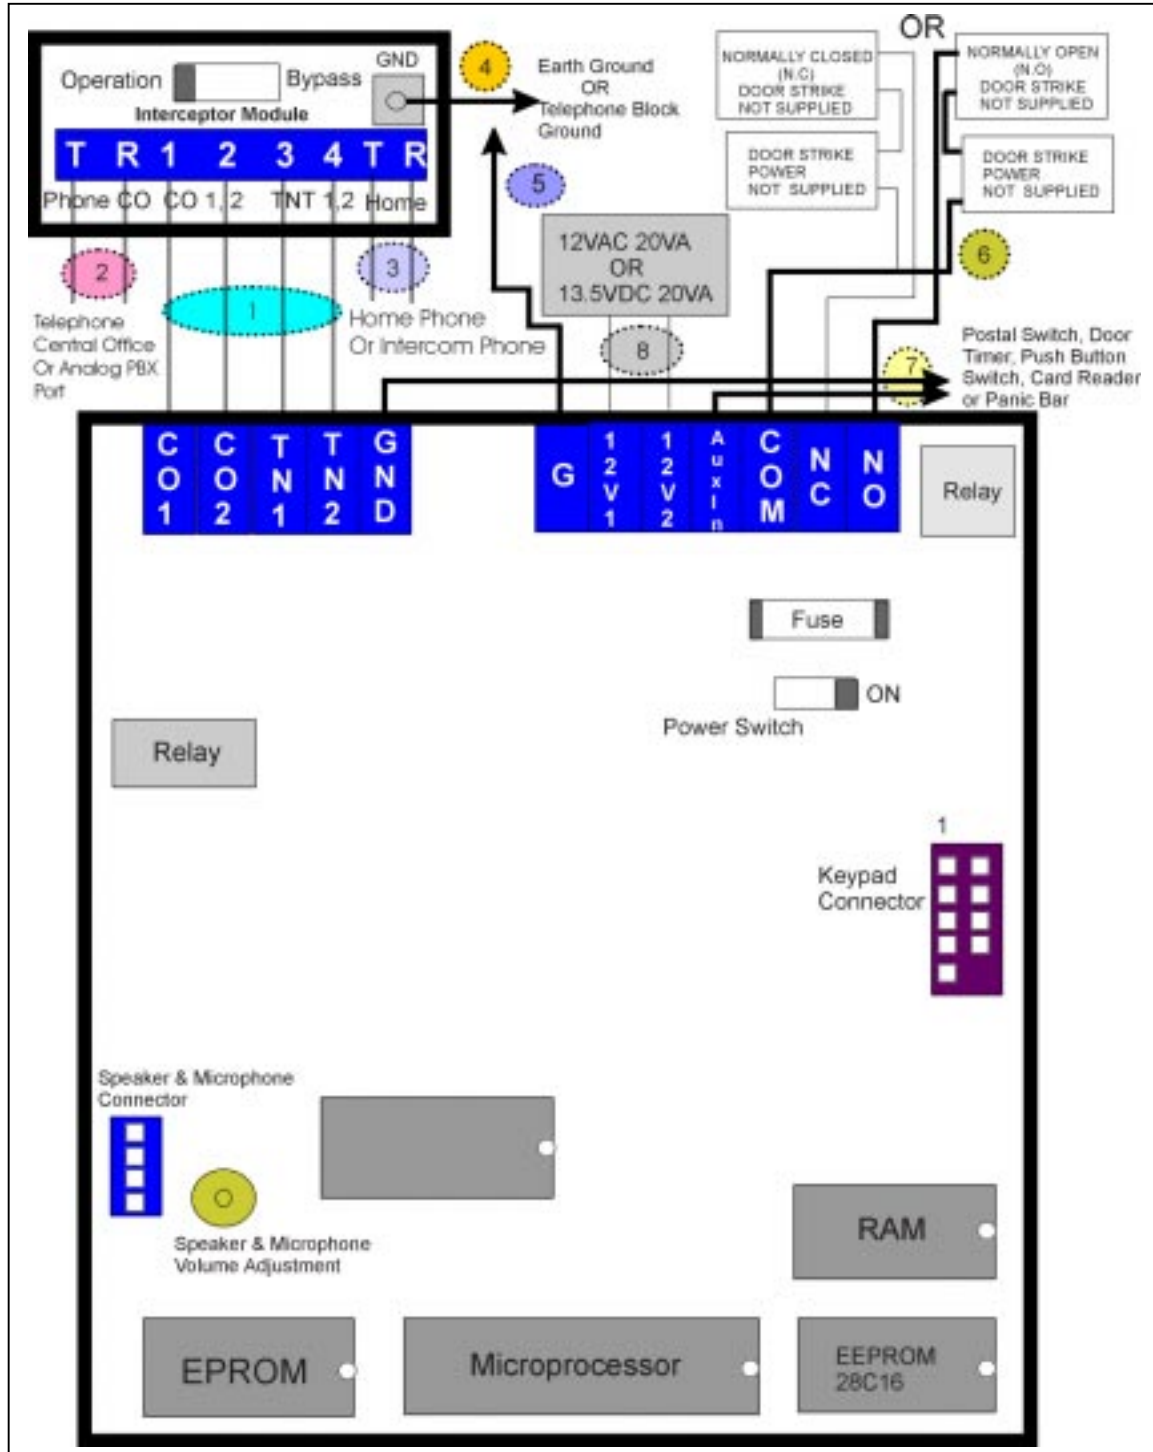 OR
Operation
Bypass
GND
Interceptor Module
T R 1 2 3 4 T R
Phone CO CO 1, 2 TNT 1,2 Home
4
Earth Ground
OR
Telephone Block
Ground
5
NORMALLY CLOSED
(N.C)
DOOR STRIKE
NOT SUPPLIED
NORMALLY OPEN
(N.O)
DOOR STRIKE
NOT SUPPLIED
DOOR STRIKE
POWER
NOT SUPPLIED
DOOR STRIKE
POWER
NOT SUPPLIED
2
1
3
12VAC 20VA
OR
13.5VDC 20VA
6
Telephone
Central Office
Or Analog PBX
Port
Home Phone
Or Intercom Phone
8
7
Postal Switch, Door
Timer, Push Button
Switch, Card Reader
or Panic Bar
CO1
CO2
TN1
TN2
GND
G
12V1
12V2
AuxIn
COM
NC
NO
Relay
Fuse
ON
Power Switch
Relay
1
Keypad
Connector
Speaker & Microphone
Connector
Speaker & Microphone
Volume Adjustment
RAM
EPROM
Microprocessor
EEPROM
28C16